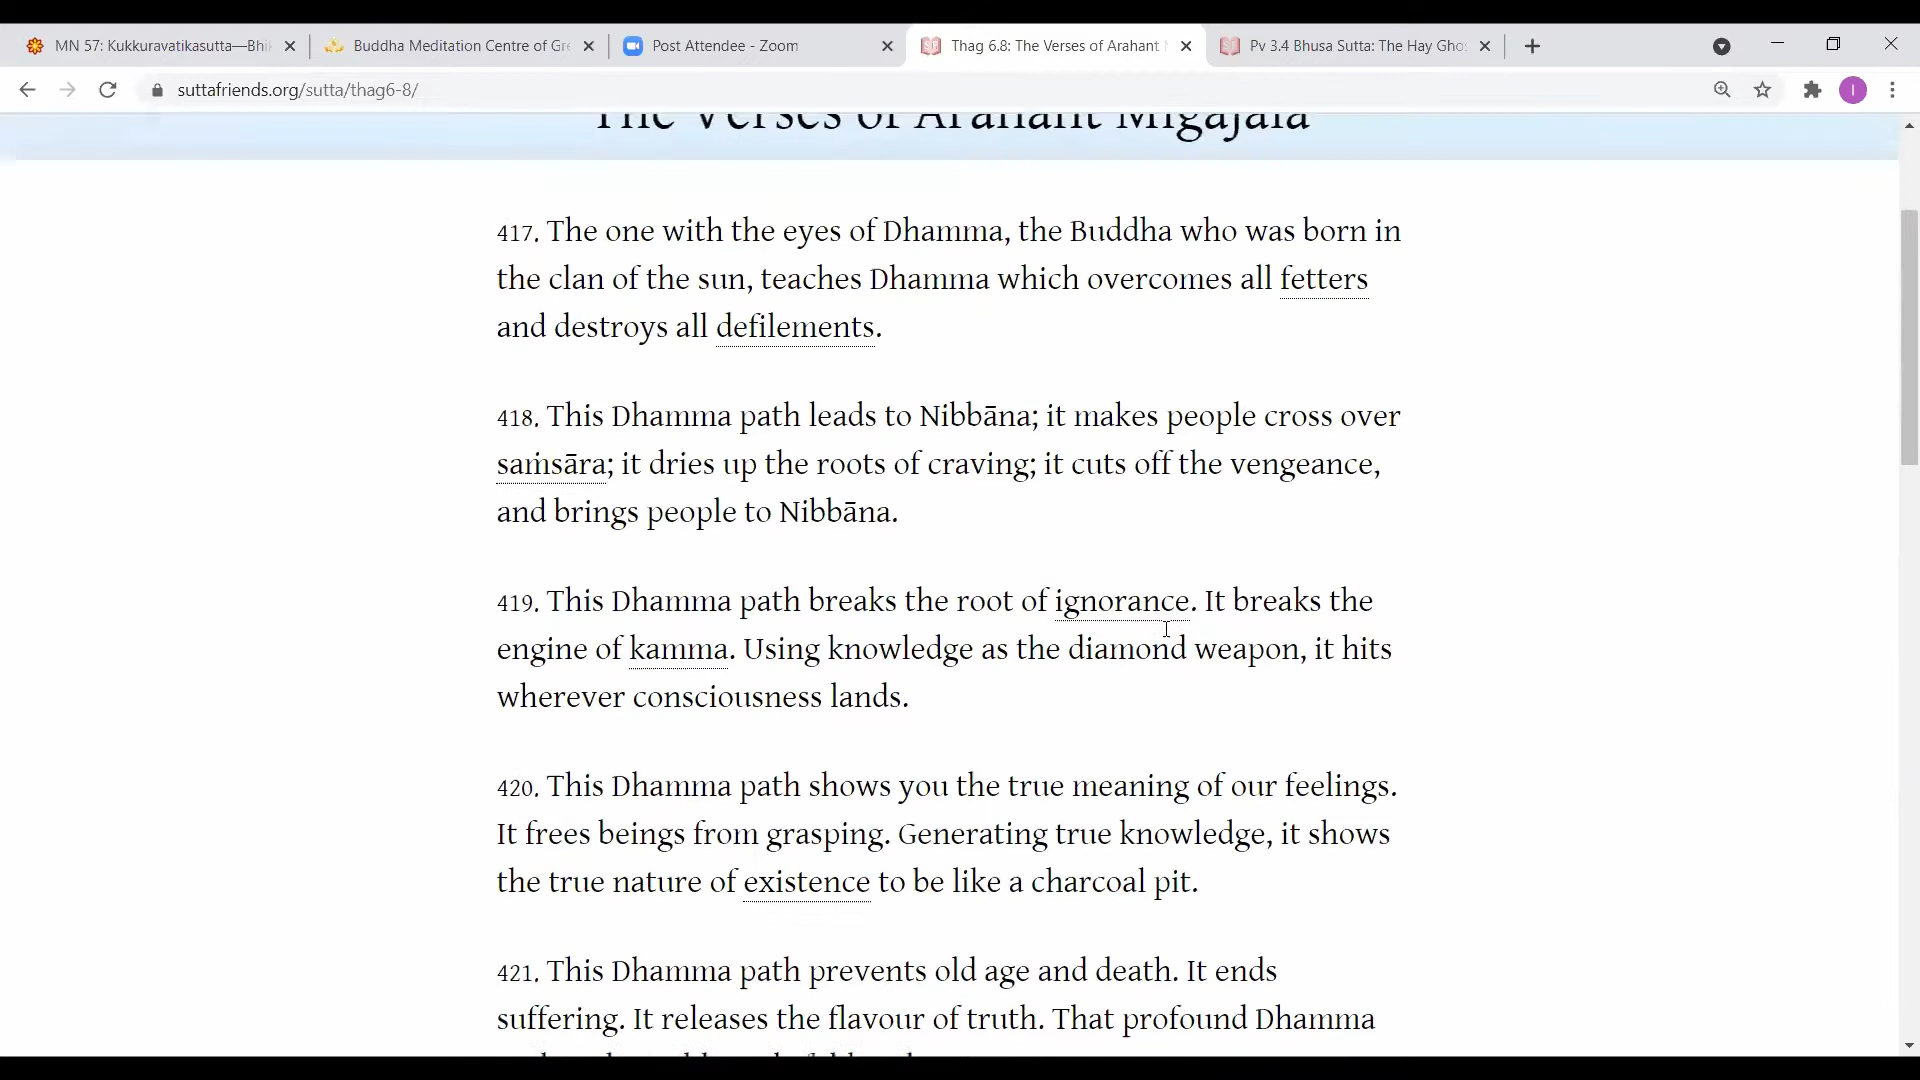 MN 57: Kukkuravatikasutta—Bhik
Buddha Meditation Centre of Gre
Post Attendee - Zoom
Thag 6.8: The Verses of Arahant M
Pv 3.4 Bhusa Sutta: The Hay Ghos
suttafriends.org/sutta/thag6-8/
I
The Verses of Arahant Migajāla
417. The one with the eyes of Dhamma, the Buddha who was born in
the clan of the sun, teaches Dhamma which overcomes all fetters
and destroys all defilements.
418. This Dhamma path leads to Nibbāna; it makes people cross over
saṁsāra; it dries up the roots of craving; it cuts off the vengeance,
and brings people to Nibbāna.
419. This Dhamma path breaks the root of ignorance. It breaks the
engine of kamma. Using knowledge as the diamond weapon, it hits
wherever consciousness lands.
420. This Dhamma path shows you the true meaning of our feelings.
It frees beings from grasping. Generating true knowledge, it shows
the true nature of existence to be like a charcoal pit.
421. This Dhamma path prevents old age and death. It ends
suffering. It releases the flavour of truth. That profound Dhamma